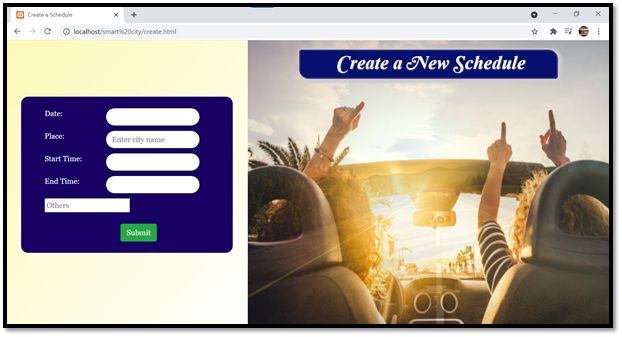 Create a Schedule
localhost/smart%20city/create.html
Create a New Schedule
Date:
Place:
Enter city name
Start Time:
End Time:
Others
Submit